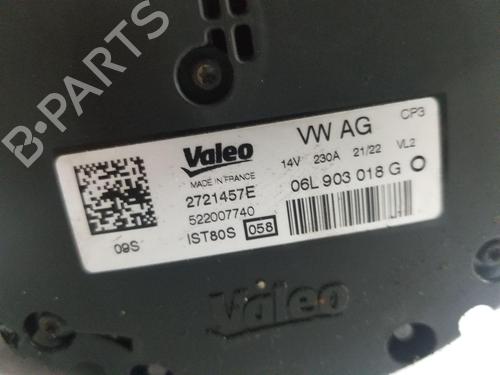 B-PARTS
Valeo
MADE IN FRANCE
2721457E
522007740
IST80S 058
09S
VW AG CP3
14V 230A 21/22 VL2
06L 903 018 G O
Valeo